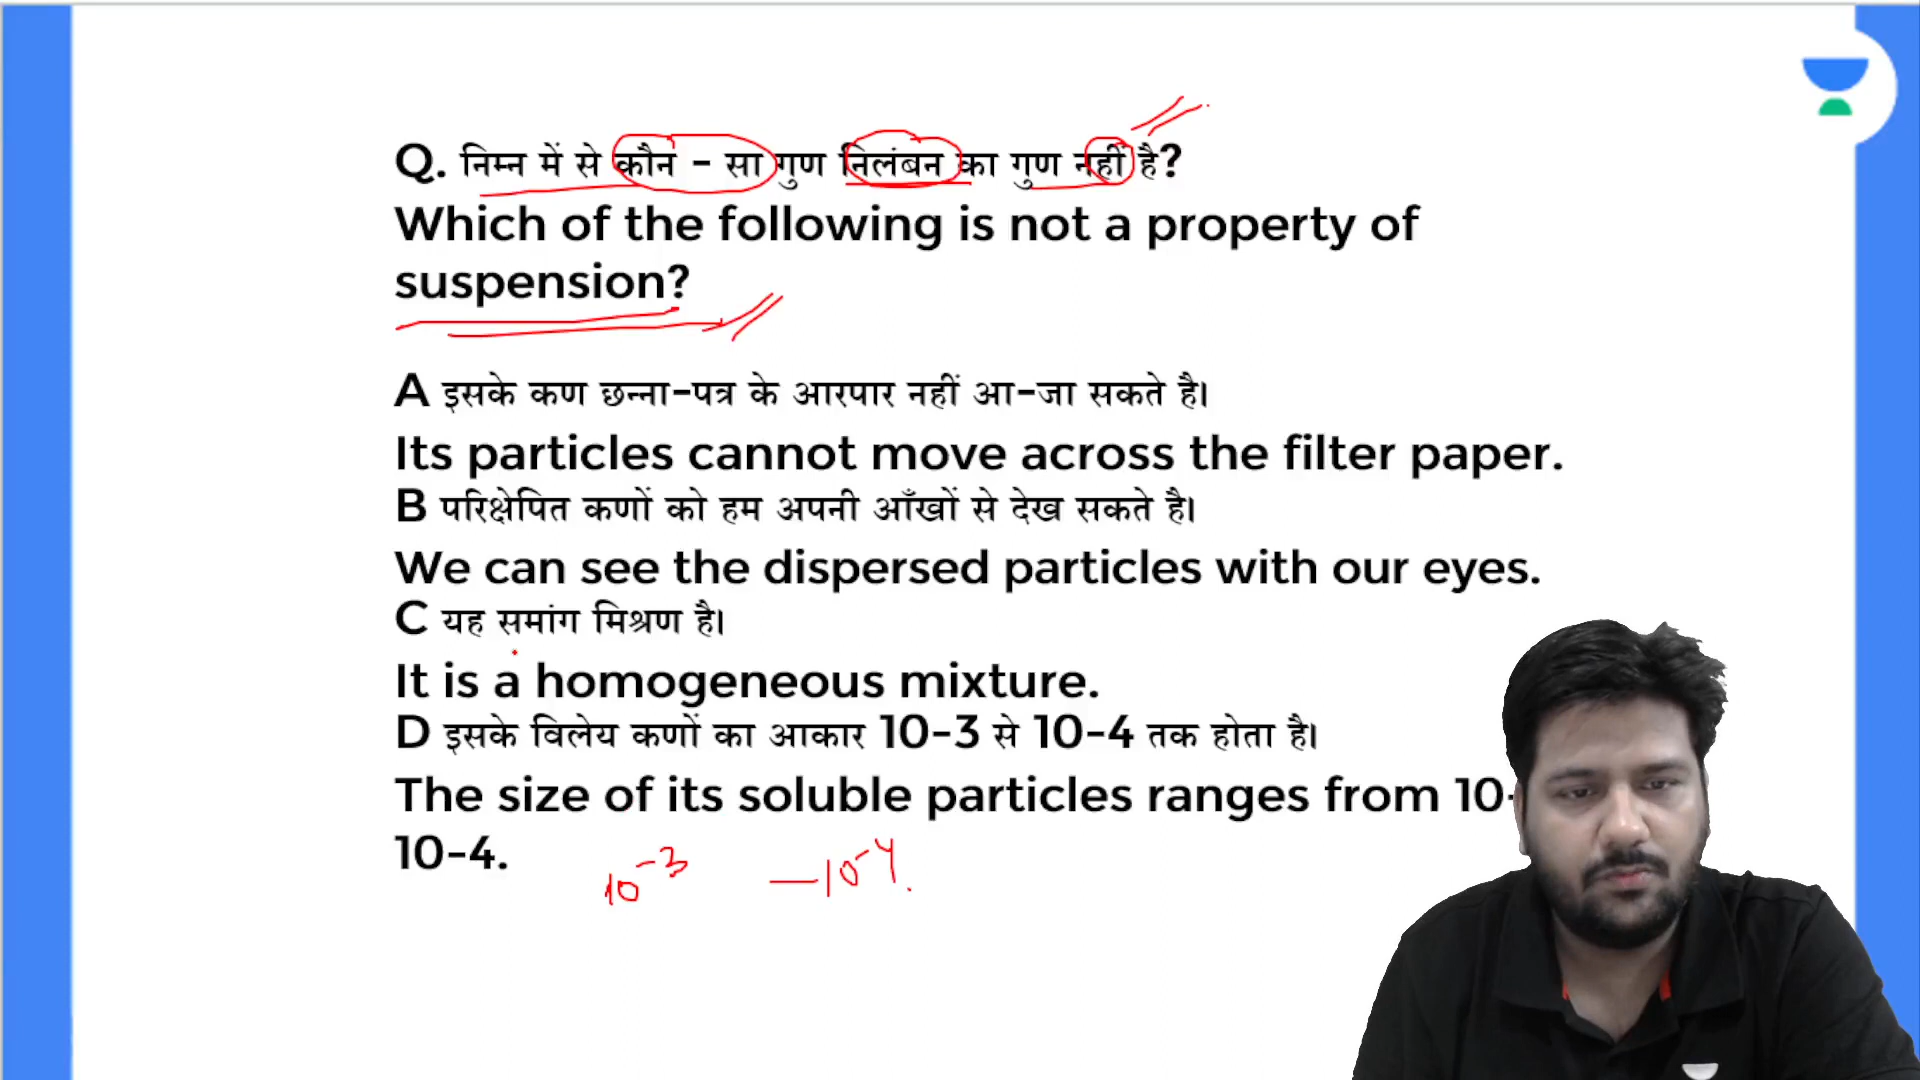 Q. निम्न में से कौन - सा गुण निलंबन का गुण नहीं है?
Which of the following is not a property of
suspension?
A इसके कण छन्ना-पत्र के आरपार नहीं आ-जा सकते है।
Its particles cannot move across the filter paper.
B परिक्षेपित कणों को हम अपनी आँखों से देख सकते है।
We can see the dispersed particles with our eyes.
C यह समांग मिश्रण है।
It is a homogeneous mixture.
D इसके विलेय कणों का आकार 10-3 से 10-4 तक होता है।
The size of its soluble particles ranges from 10-
10-4.
10⁻³ — 10⁻⁴.